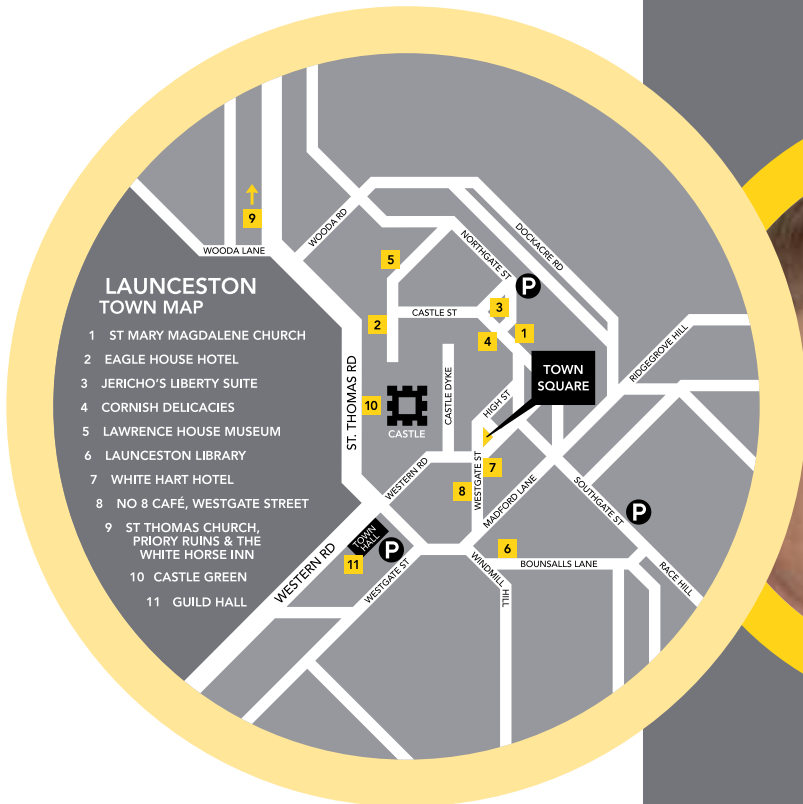 LAUNCESTON
TOWN MAP
1 ST MARY MAGDALENE CHURCH
2 EAGLE HOUSE HOTEL
3 JERICHO'S LIBERTY SUITE
4 CORNISH DELICACIES
5 LAWRENCE HOUSE MUSEUM
6 LAUNCESTON LIBRARY
7 WHITE HART HOTEL
8 NO 8 CAFÉ, WESTGATE STREET
9 ST THOMAS CHURCH,
PRIORY RUINS & THE
WHITE HORSE INN
10 CASTLE GREEN
11 GUILD HALL
9
WOODA LANE
WOODA RD
DOCKACRE RD
NORTHGATE ST
5
P
3
CASTLE ST
2
4
1
RIDGEGROVE HILL
TOWN
SQUARE
ST. THOMAS RD
10
CASTLE
CASTLE DYKE
HIGH ST
WESTERN RD
7
8
WESTGATE ST
MADFORD LANE
SOUTHGATE ST
P
TOWN
HALL
P
11
WESTERN RD
WESTGATE ST
6
WINDMILL
HILL
BOUNSALLS LANE
RACE HILL